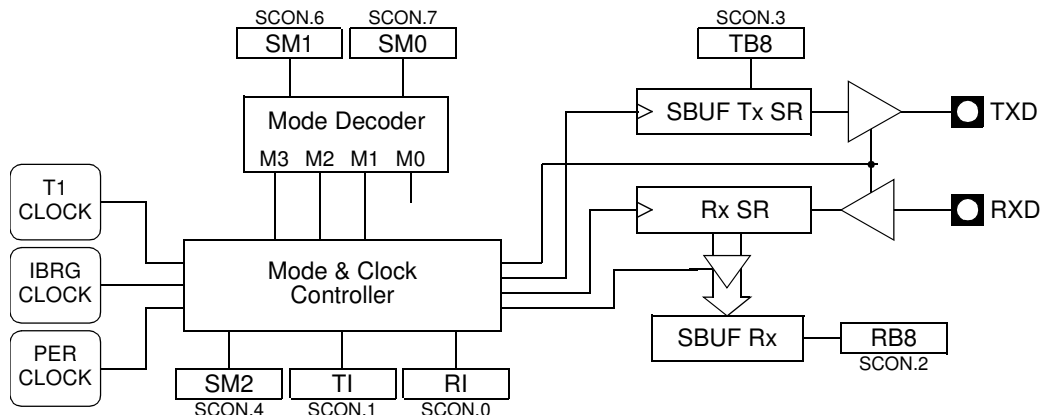 SCON.6 SCON.7 SCON.3
SM1 SM0 TB8
Mode Decoder
M3 M2 M1 M0
SBUF Tx SR TXD
T1
CLOCK
Rx SR RXD
IBRG
CLOCK
Mode & Clock
Controller
PER
CLOCK
SBUF Rx RB8
SCON.2
SM2 TI RI
SCON.4 SCON.1 SCON.0